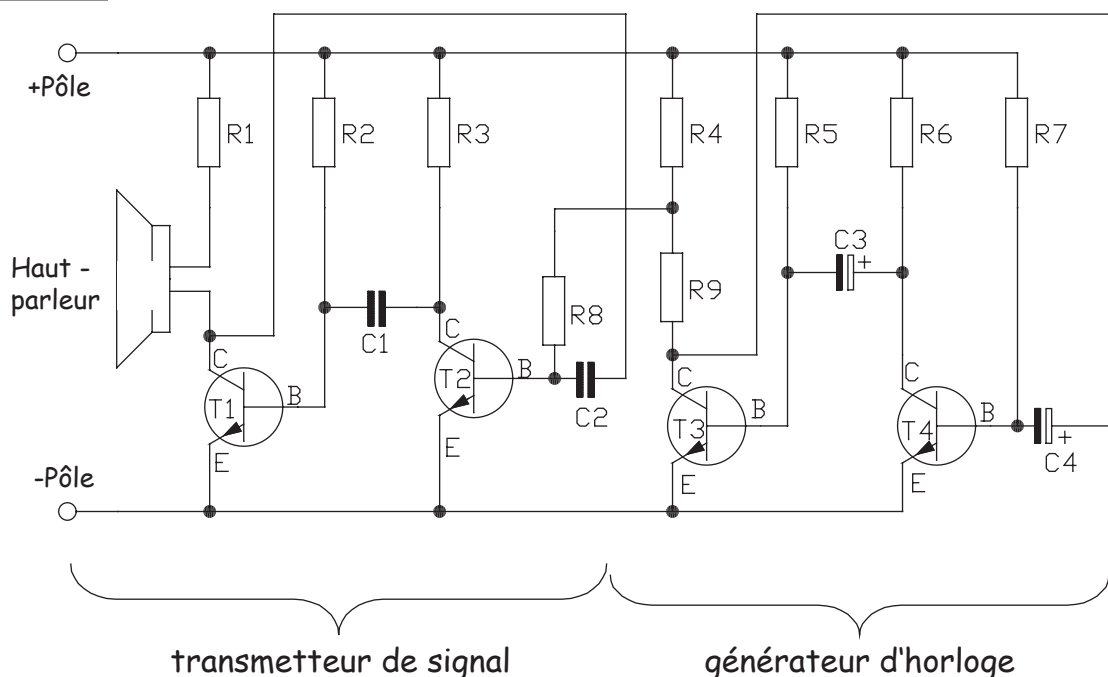 +Pôle
R1
R2
R3
R4
R5
R6
R7
Haut -
parleur
C3
+
R9
R8
C1
C
T1
B
E
C
T2
B
E
C2
C
T3
B
E
C
T4
B
E
+
C4
-Pôle
transmetteur de signal
générateur d'horloge